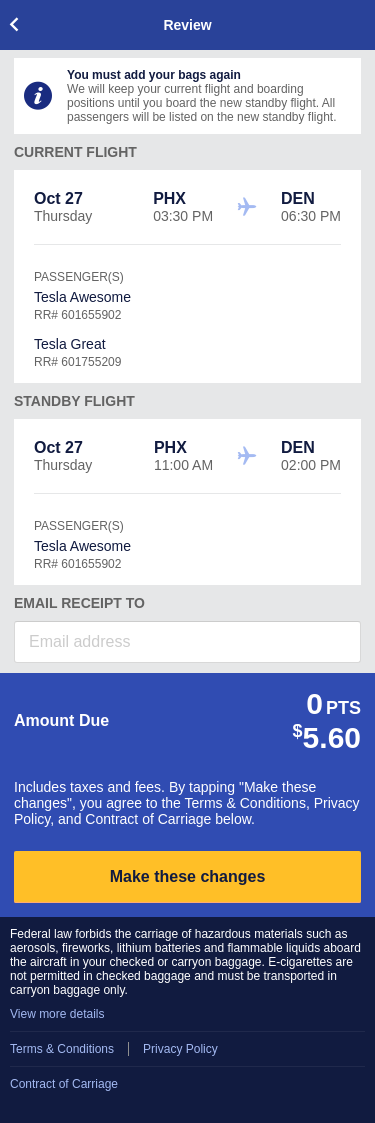 Review
You must add your bags again
We will keep your current flight and boarding
positions until you board the new standby flight. All
passengers will be listed on the new standby flight.
CURRENT FLIGHT
Oct 27 PHX DEN
Thursday 03:30 PM 06:30 PM
PASSENGER(S)
Tesla Awesome
RR# 601655902
Tesla Great
RR# 601755209
STANDBY FLIGHT
Oct 27 PHX DEN
Thursday 11:00 AM 02:00 PM
PASSENGER(S)
Tesla Awesome
RR# 601655902
EMAIL RECEIPT TO
Email address
0 PTS
Amount Due
$5.60
Includes taxes and fees. By tapping "Make these
changes", you agree to the Terms & Conditions, Privacy
Policy, and Contract of Carriage below.
Make these changes
Federal law forbids the carriage of hazardous materials such as
aerosols, fireworks, lithium batteries and flammable liquids aboard
the aircraft in your checked or carryon baggage. E-cigarettes are
not permitted in checked baggage and must be transported in
carryon baggage only.
View more details
Terms & Conditions Privacy Policy
Contract of Carriage